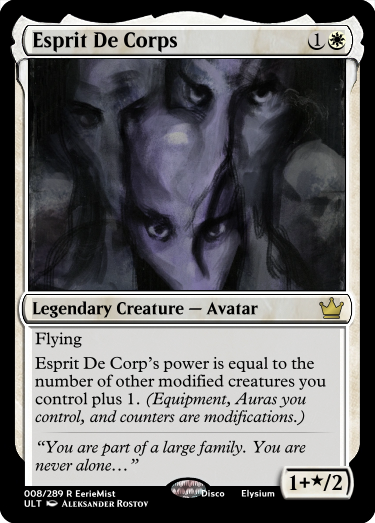 Esprit De Corps 1
Legendary Creature — Avatar
Flying
Esprit De Corp's power is equal to the
number of other modified creatures you
control plus 1. (Equipment, Auras you
control, and counters are modifications.)
“You are part of a large family. You are
never alone…”
1+★/2
008/289 R EerieMist
Disco Elysium
ULT Aleksander Rostov